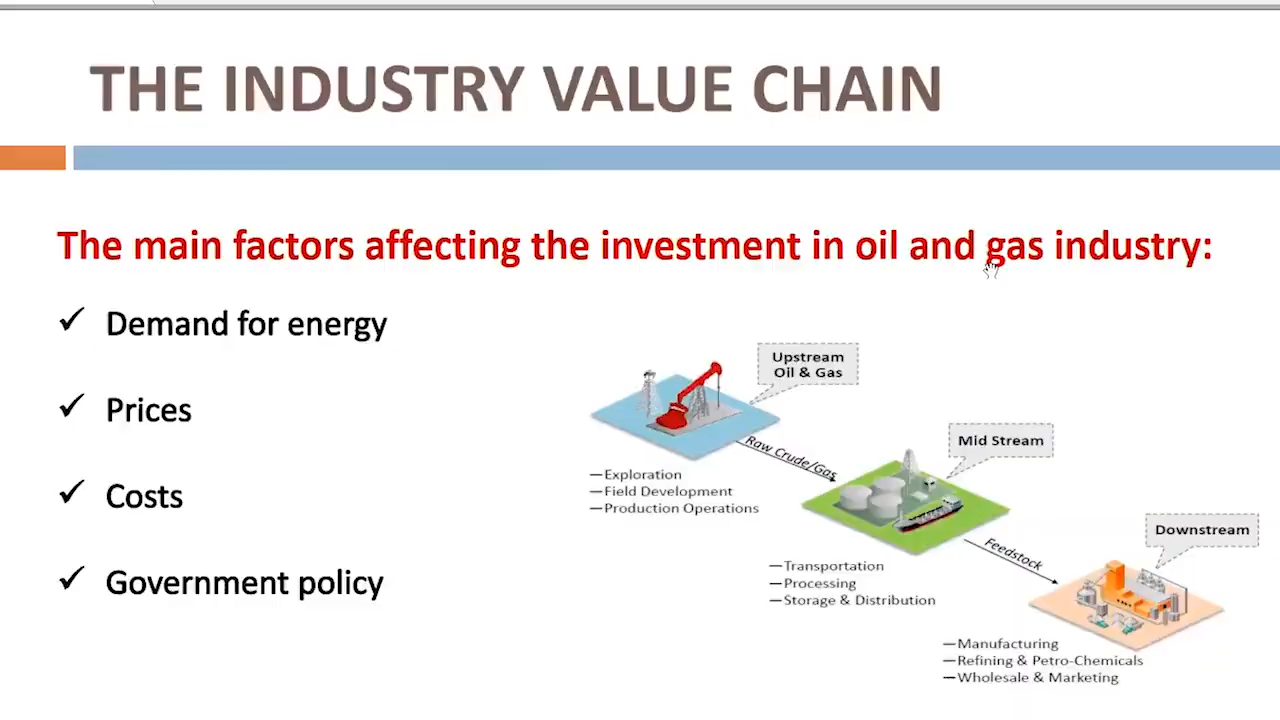 THE INDUSTRY VALUE CHAIN
The main factors affecting the investment in oil and gas industry:
✓ Demand for energy
✓ Prices
✓ Costs
✓ Government policy
Upstream
Oil & Gas
—Exploration
—Field Development
—Production Operations
Raw Crude/Gas
Mid Stream
—Transportation
—Processing
—Storage & Distribution
Feedstock
Downstream
—Manufacturing
—Refining & Petro-Chemicals
—Wholesale & Marketing